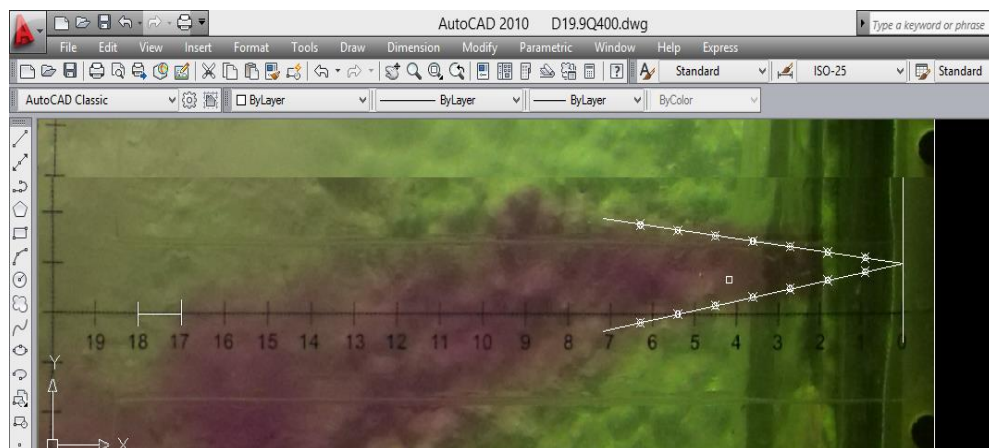 AutoCAD 2010 D19.9Q400.dwg
Type a keyword or phrase
File Edit View Insert Format Tools Draw Dimension Modify Parametric Window Help Express
Standard ISO-25 Standard
AutoCAD Classic ByLayer ByLayer ByLayer ByColor
19 18 17 16 15 14 13 12 11 10 9 8 7 6 5 4 3 2 1 0
Y
X